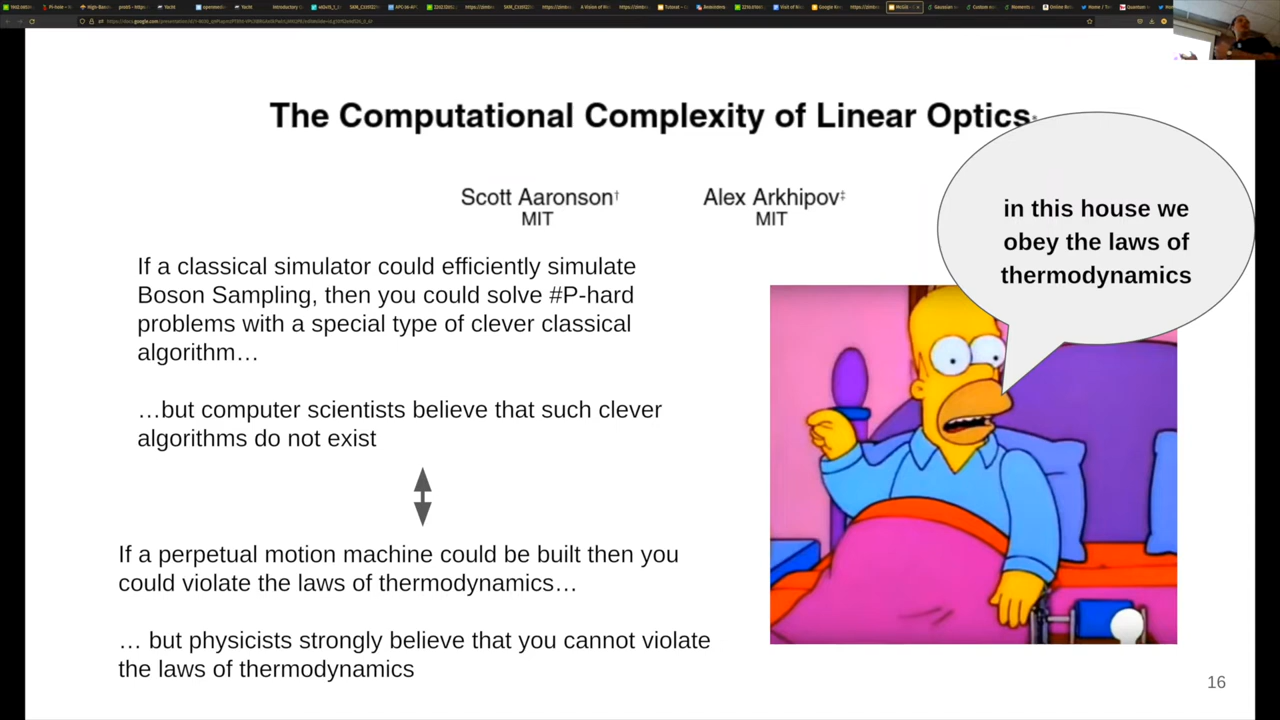 The Computational Complexity of Linear Optics*
Scott Aaronson† Alex Arkhipov‡
MIT MIT
in this house we
obey the laws of
thermodynamics
If a classical simulator could efficiently simulate
Boson Sampling, then you could solve #P-hard
problems with a special type of clever classical
algorithm…
…but computer scientists believe that such clever
algorithms do not exist
If a perpetual motion machine could be built then you
could violate the laws of thermodynamics…
… but physicists strongly believe that you cannot violate
the laws of thermodynamics
16